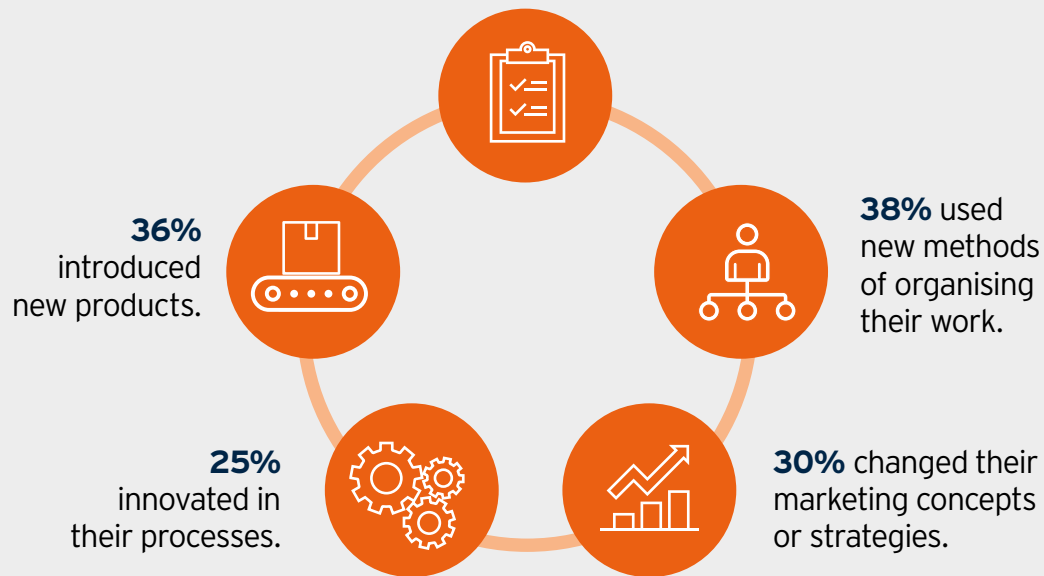 36%
introduced
new products.
38% used
new methods
of organising
their work.
25%
innovated in
their processes.
30% changed their
marketing concepts
or strategies.